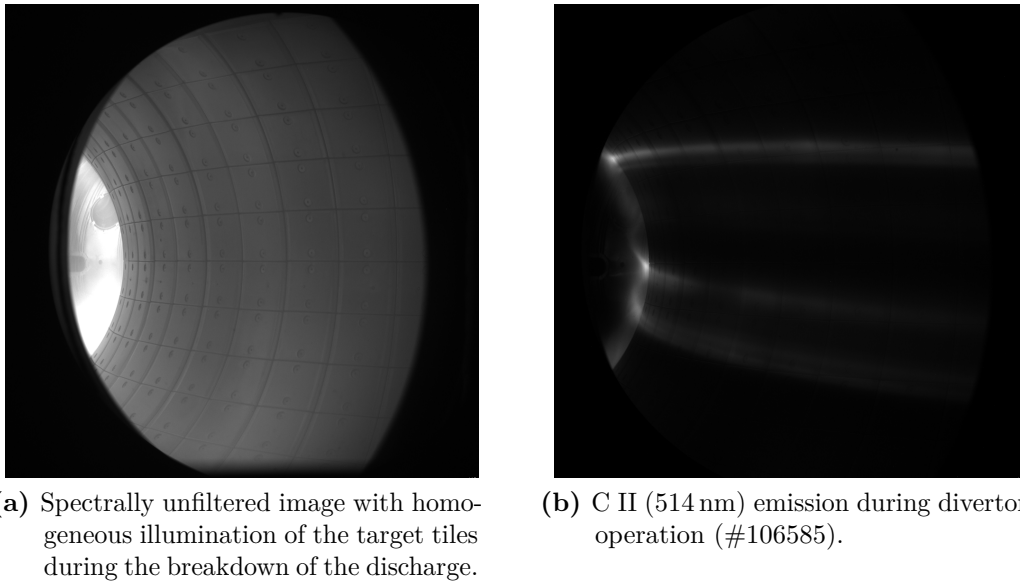 a) Spectrally unfiltered image with homo-
geneous illumination of the target tiles
during the breakdown of the discharge.
(b) C II (514 nm) emission during diverto
operation (#106585).